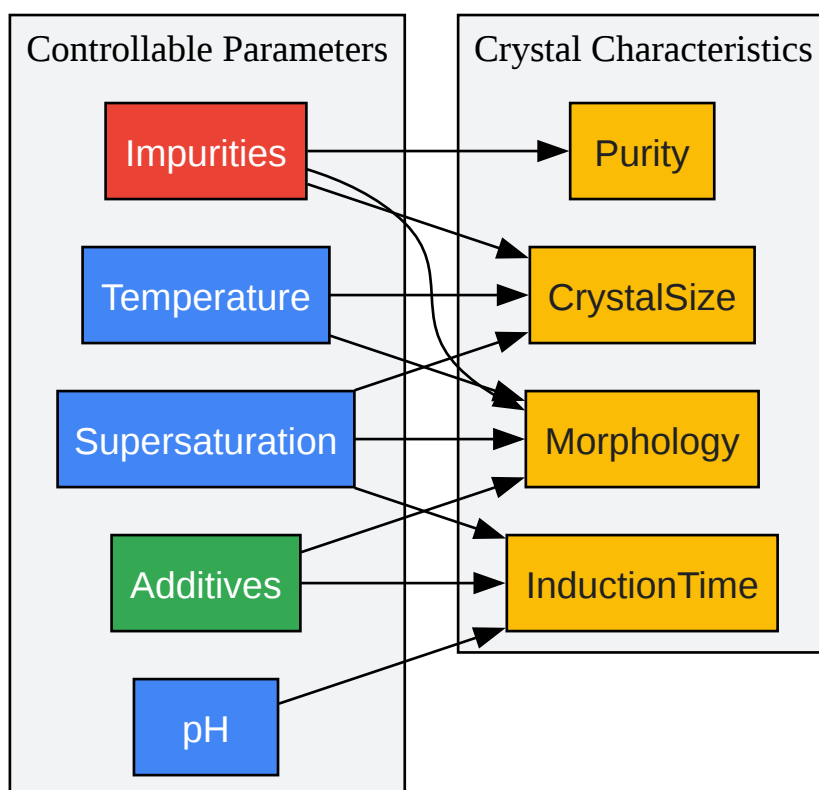 Controllable Parameters
Impurities
Temperature
Supersaturation
Additives
pH
Crystal Characteristics
Purity
CrystalSize
Morphology
InductionTime